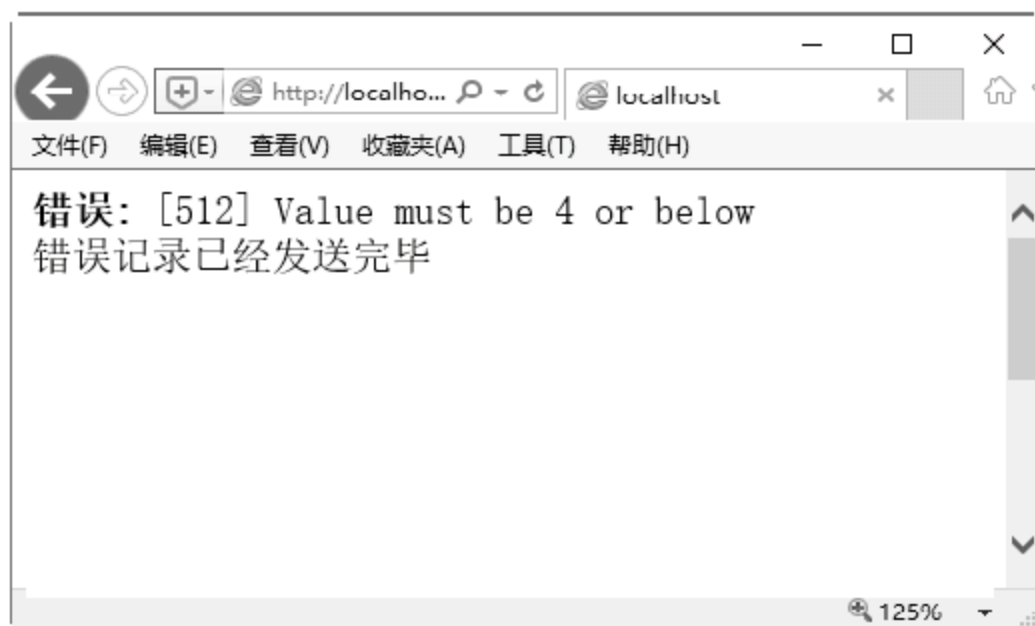 http://localho...
localhost
文件(F) 编辑(E) 查看(V) 收藏夹(A) 工具(T) 帮助(H)
错误: [512] Value must be 4 or below
错误记录已经发送完毕
125%